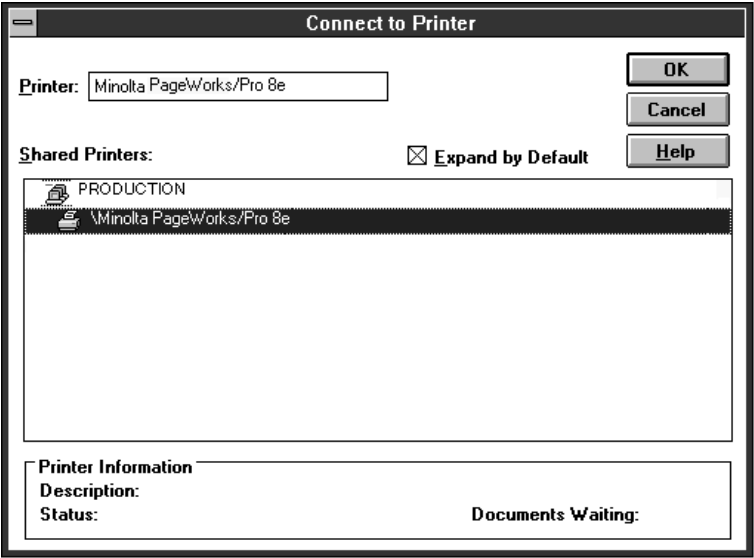 Connect to Printer
Printer: Minolta PageWorks/Pro 8e
OK
Cancel
Shared Printers:
Expand by Default
Help
PRODUCTION
\Minolta PageWorks/Pro 8e
Printer Information
Description:
Status:
Documents Waiting: